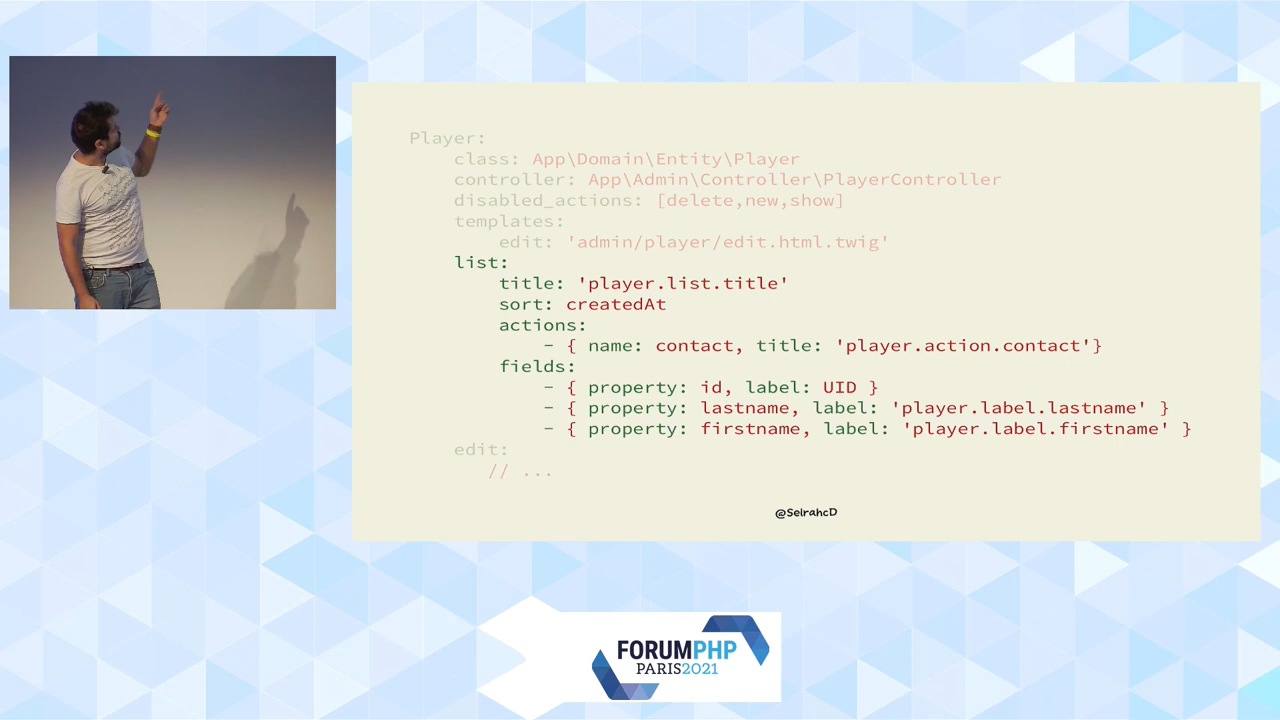 Player:
class: App\Domain\Entity\Player
controller: App\Admin\Controller\PlayerController
disabled_actions: [delete,new,show]
templates:
edit: 'admin/player/edit.html.twig'
list:
title: 'player.list.title'
sort: createdAt
actions:
- { name: contact, title: 'player.action.contact'}
fields:
- { property: id, label: UID }
- { property: lastname, label: 'player.label.lastname' }
- { property: firstname, label: 'player.label.firstname' }
edit:
// ...
@SelrahcD
FORUMPHP
PARIS2021